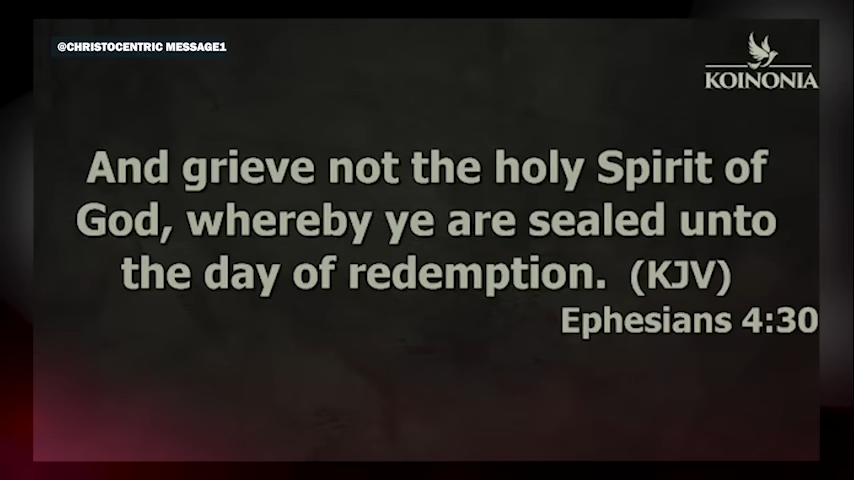 @CHRISTOCENTRIC MESSAGE1
KOINONIA
And grieve not the holy Spirit of
God, whereby ye are sealed unto
the day of redemption. (KJV)
Ephesians 4:30